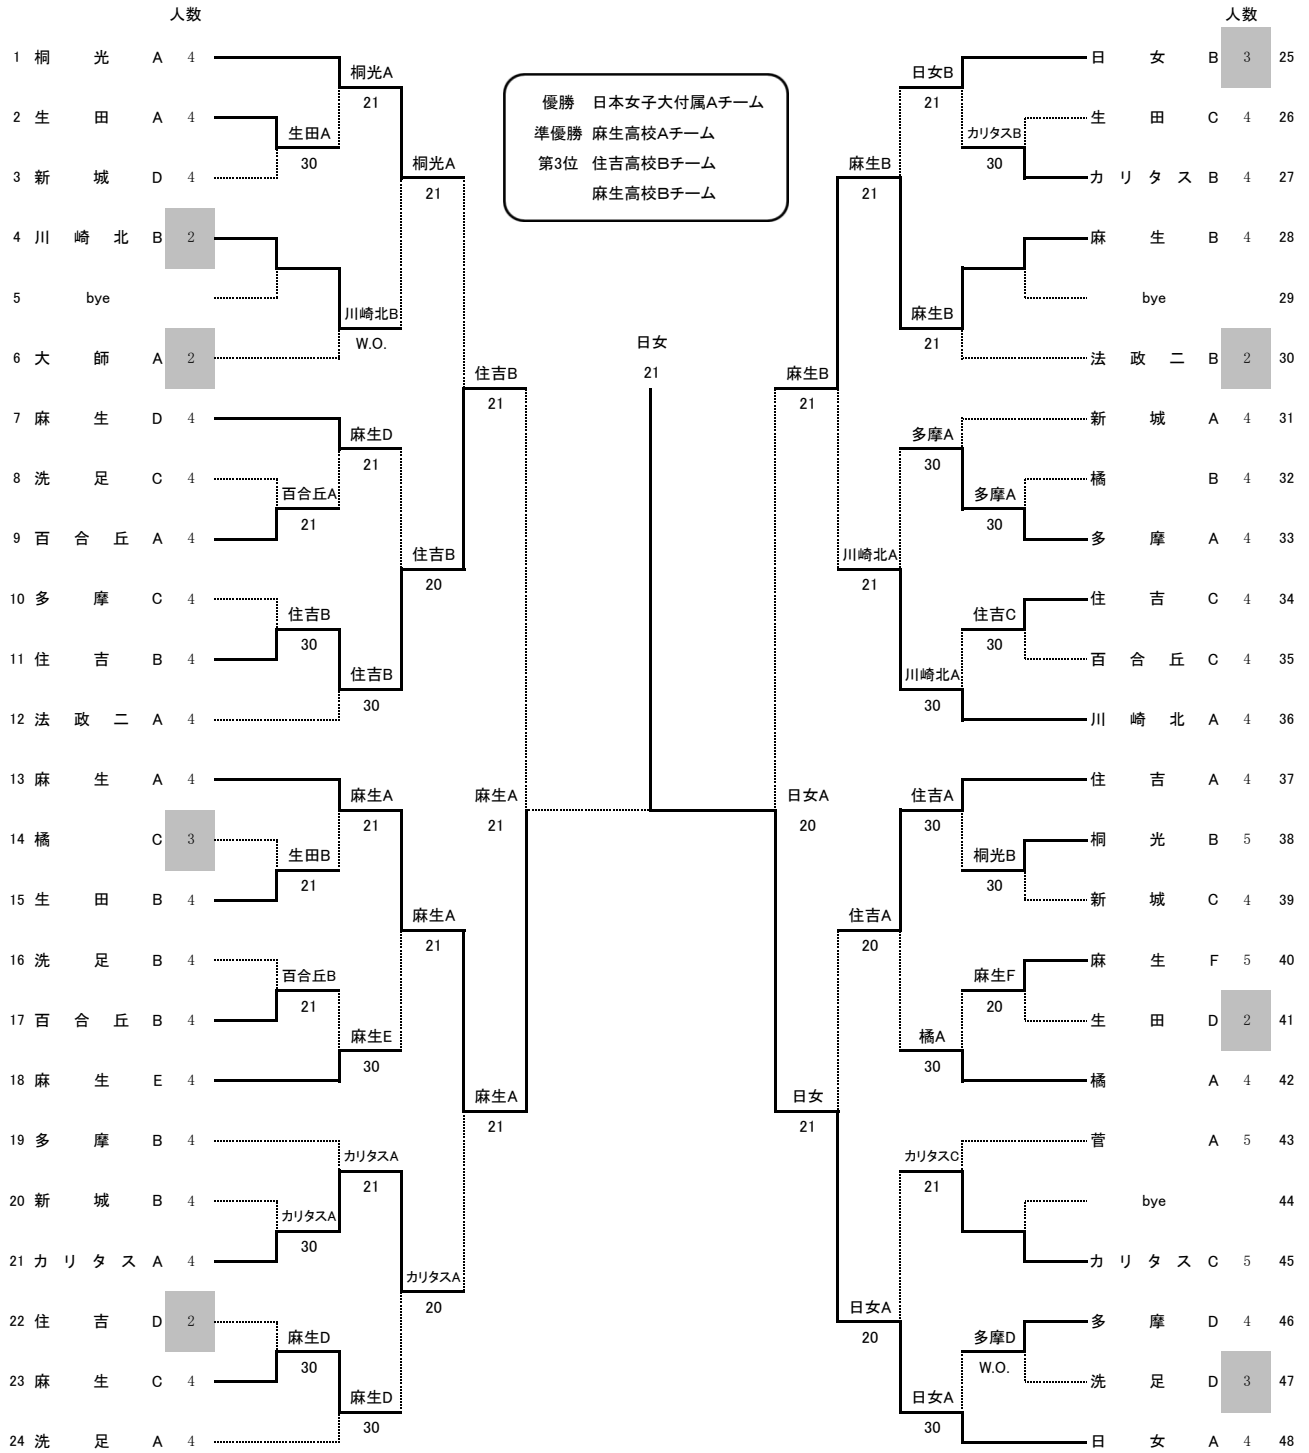 人数
1 桐光 A 4
2 生田 A 4
3 新城 D 4
4 川崎北 B 2
5 bye
6 大師 A 2
7 麻生 D 4
8 洗足 C 4
9 百合丘 A 4
10 多摩 C 4
11 住吉 B 4
12 法政二 A 4
13 麻生 A 4
14 橘 C 3
15 生田 B 4
16 洗足 B 4
17 百合丘 B 4
18 麻生 E 4
19 多摩 B 4
20 新城 B 4
21 カリタス A 4
22 住吉 D 2
23 麻生 C 4
24 洗足 A 4
生田A
30
百合丘A
21
住吉B
30
生田B
21
百合丘B
21
カリタスA
30
麻生D
30
桐光A
21
川崎北B
W.O.
麻生D
21
住吉B
30
麻生A
21
麻生E
30
カリタスA
21
麻生D
30
桐光A
21
住吉B
20
麻生A
21
カリタスA
20
住吉B
21
麻生A
21
麻生A
21
優勝 日本女子大付属Aチーム
準優勝 麻生高校Aチーム
第3位 住吉高校Bチーム
麻生高校Bチーム
日女
21
日女A
20
麻生B
21
日女
21
麻生B
21
川崎北A
21
住吉A
20
日女A
20
日女B
21
麻生B
21
多摩A
30
川崎北A
30
住吉A
30
橘A
30
カリタスC
21
日女A
30
カリタスB
30
多摩A
30
住吉C
30
桐光B
30
麻生F
20
多摩D
W.O.
人数
日女 B 3 25
生田 C 4 26
カリタス B 4 27
麻生 B 4 28
bye 29
法政二 B 2 30
新城 A 4 31
橘 B 4 32
多摩 A 4 33
住吉 C 4 34
百合丘 C 4 35
川崎北 A 4 36
住吉 A 4 37
桐光 B 5 38
新城 C 4 39
麻生 F 5 40
生田 D 2 41
橘 A 4 42
菅 A 5 43
bye 44
カリタス C 5 45
多摩 D 4 46
洗足 D 3 47
日女 A 4 48